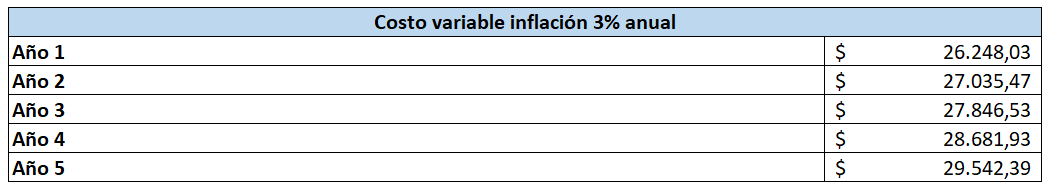 Costo variable inflación 3% anual
Año 1 $ 26.248,03
Año 2 $ 27.035,47
Año 3 $ 27.846,53
Año 4 $ 28.681,93
Año 5 $ 29.542,39